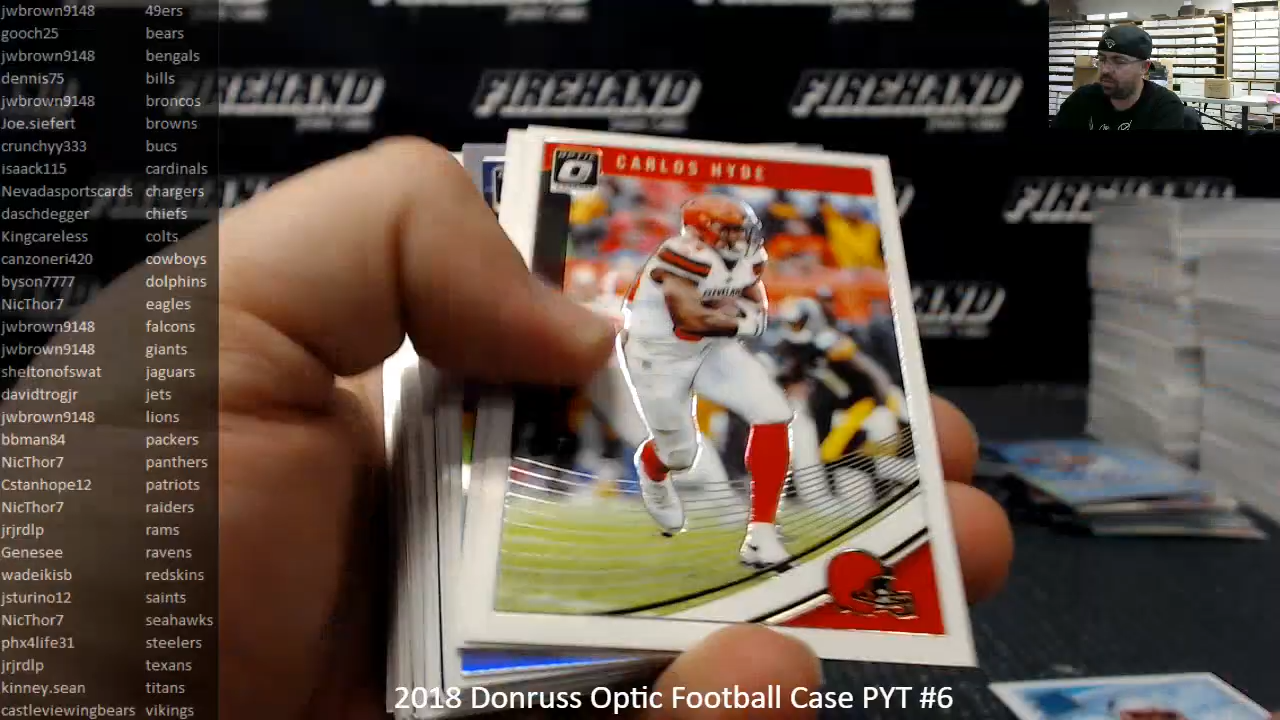 jwbrown9148 49ers
gooch25 bears
jwbrown9148 bengals
dennis75 bills
jwbrown9148 broncos
Joe.siefert browns
crunchyy333 bucs
isaack115 cardinals
Nevadasportscards chargers
daschdegger chiefs
Kingcareless colts
canzoneri420 cowboys
byson7777 dolphins
NicThor7 eagles
jwbrown9148 falcons
jwbrown9148 giants
sheltonofswat jaguars
davidtrogjr jets
jwbrown9148 lions
bbman84 packers
NicThor7 panthers
Cstanhope12 patriots
NicThor7 raiders
jrjrdlp rams
Genesee ravens
wadeikisb redskins
jsturino12 saints
NicThor7 seahawks
phx4life31 steelers
jrjrdlp texans
kinney.sean titans
castleviewingbears vikings
FIREHAND FIREHAND FIREHAND
FIREHAND
FIREHAND
OPTIC
CARLOS HYDE
CLEVELAND
2018 Donruss Optic Football Case PYT #6